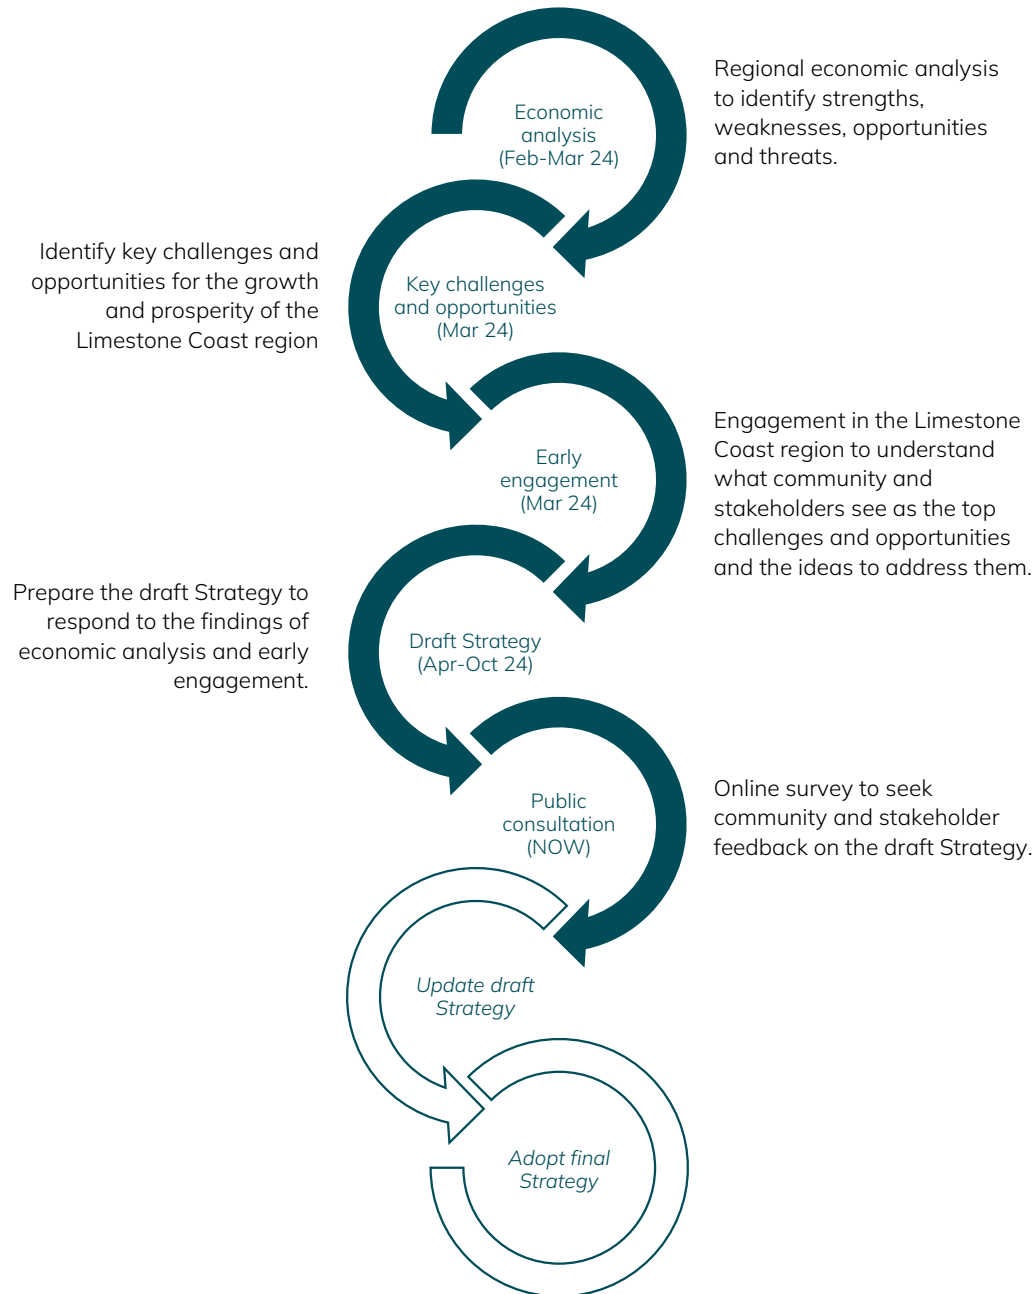 Economic
analysis
(Feb-Mar 24)
Regional economic analysis
to identify strengths,
weaknesses, opportunities
and threats.
Identify key challenges and
opportunities for the growth
and prosperity of the
Limestone Coast region
Key challenges
and opportunities
(Mar 24)
Early
engagement
(Mar 24)
Engagement in the Limestone
Coast region to understand
what community and
stakeholders see as the top
challenges and opportunities
and the ideas to address them.
Prepare the draft Strategy to
respond to the findings of
economic analysis and early
engagement.
Draft Strategy
(Apr-Oct 24)
Public
consultation
(NOW)
Online survey to seek
community and stakeholder
feedback on the draft Strategy.
Update draft
Strategy
Adopt final
Strategy